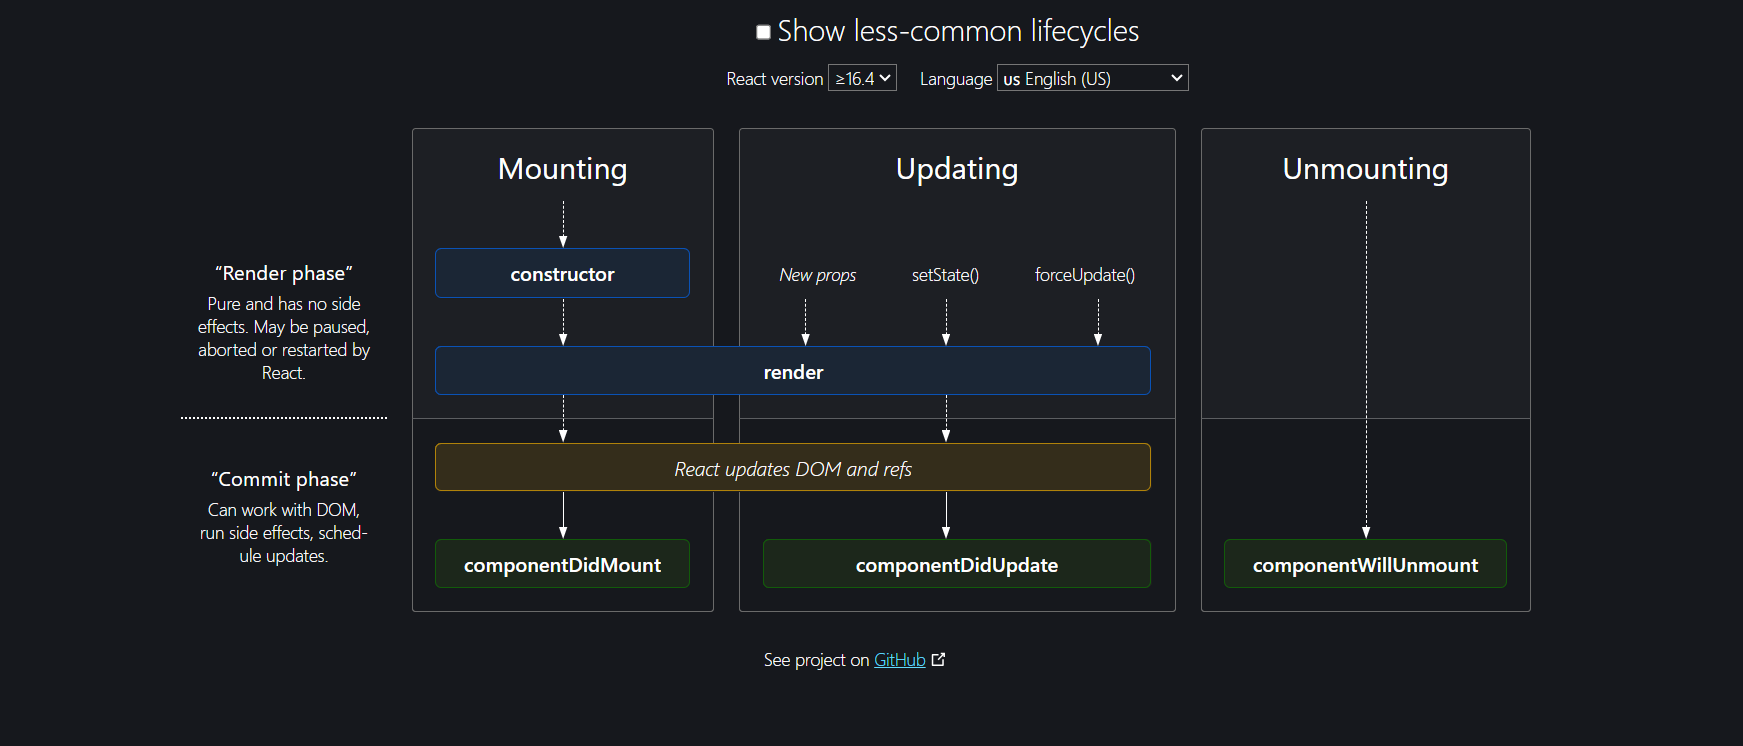 Show less-common lifecycles
React version ≥16.4 Language us English (US)
Mounting
Updating
Unmounting
“Render phase”
Pure and has no side
effects. May be paused,
aborted or restarted by
React.
constructor
New props
setState()
forceUpdate()
render
“Commit phase”
Can work with DOM,
run side effects, sched-
ule updates.
React updates DOM and refs
componentDidMount
componentDidUpdate
componentWillUnmount
See project on GitHub